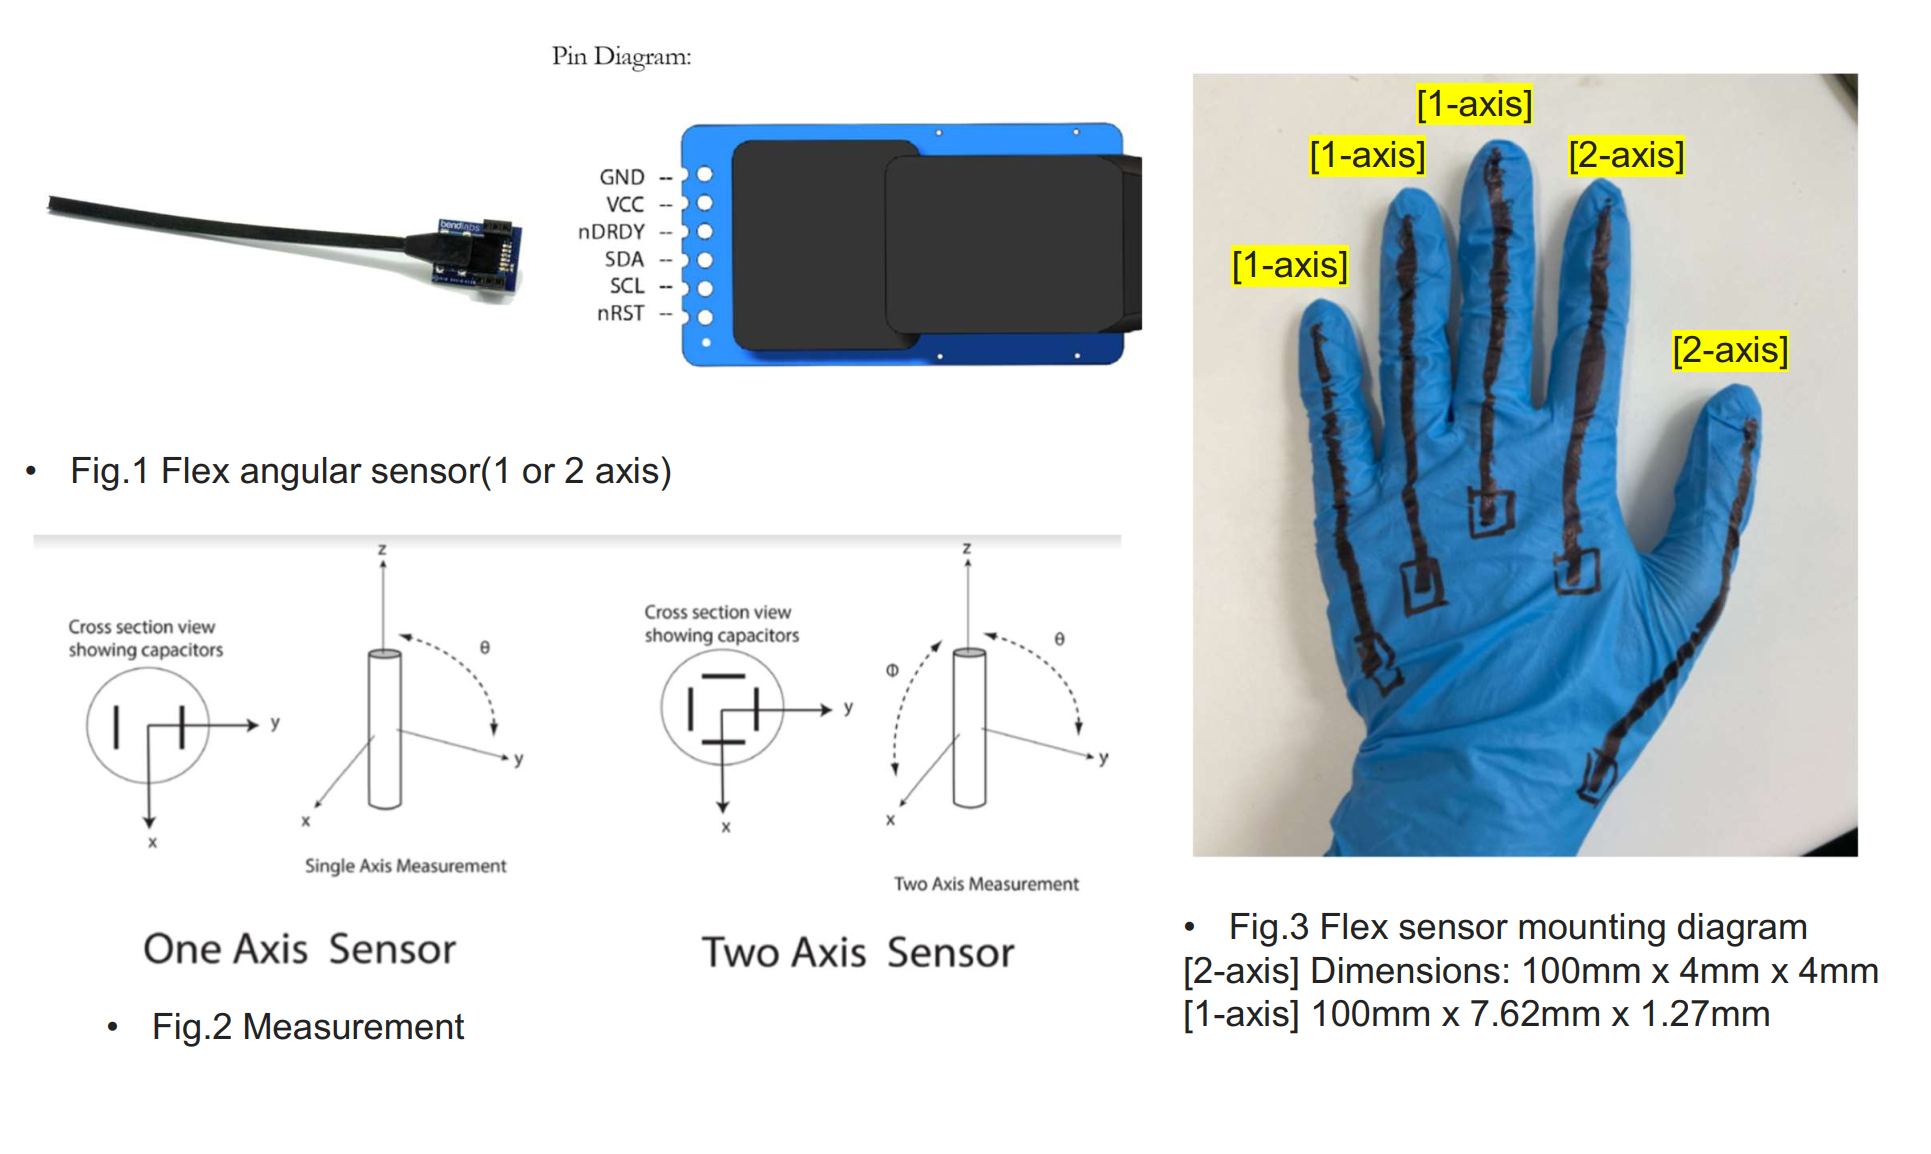 Pin Diagram:
GND --
VCC --
nDRDY --
SDA --
SCL --
nRST --
bendlabs
• Fig.1 Flex angular sensor(1 or 2 axis)
Cross section view
showing capacitors
y
x
z
θ
y
x
Single Axis Measurement
One Axis Sensor
Cross section view
showing capacitors
y
x
z
θ
Φ
y
x
Two Axis Measurement
Two Axis Sensor
• Fig.2 Measurement
[1-axis]
[1-axis]
[2-axis]
[1-axis]
[2-axis]
• Fig.3 Flex sensor mounting diagram
[2-axis] Dimensions: 100mm x 4mm x 4mm
[1-axis] 100mm x 7.62mm x 1.27mm